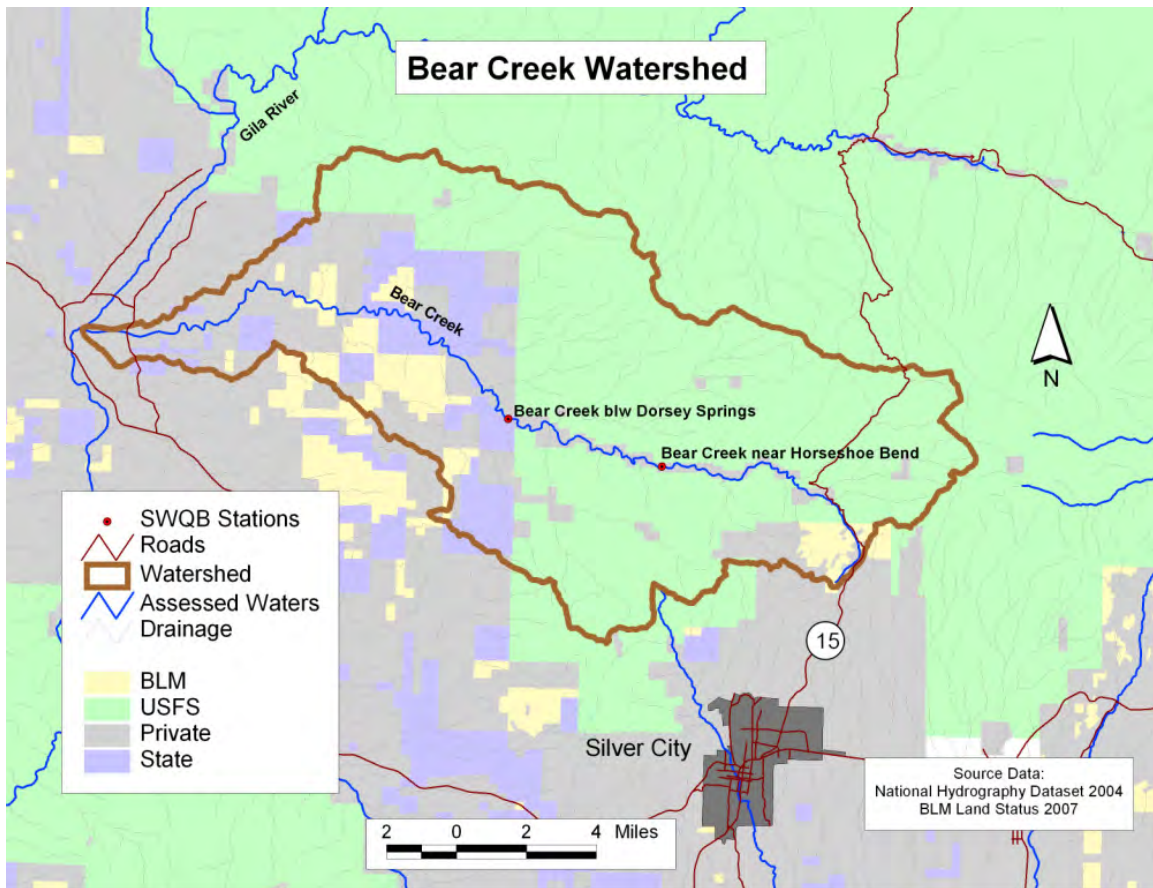 Bear Creek Watershed
Gila River
Bear Creek
Bear Creek blw Dorsey Springs
Bear Creek near Horseshoe Bend
N
SWQB Stations
Roads
Watershed
Assessed Waters
Drainage
BLM
USFS
Private
State
15
Silver City
Source Data:
National Hydrography Dataset 2004
BLM Land Status 2007
2 0 2 4 Miles